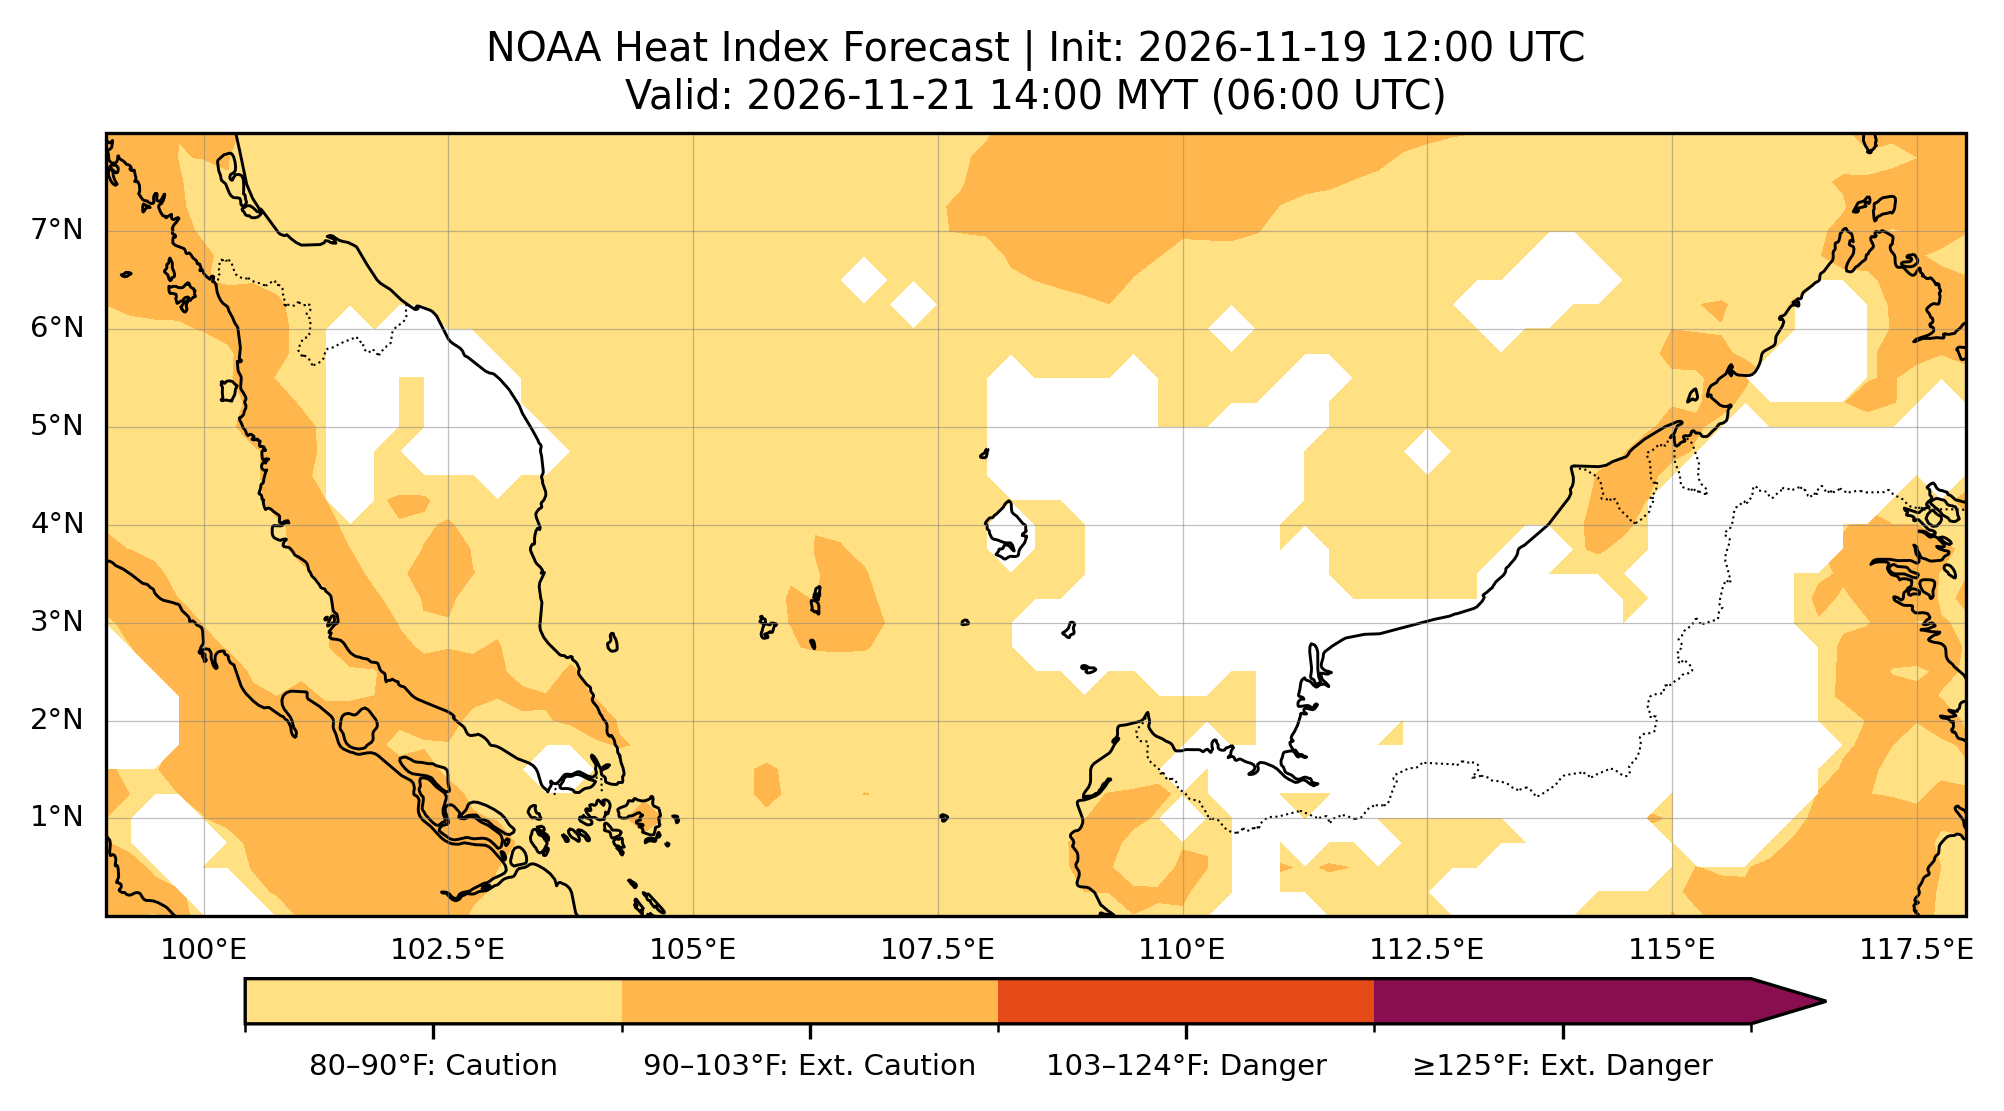 NOAA Heat Index Forecast | Init: 2026-11-19 12:00 UTC
Valid: 2026-11-21 14:00 MYT (06:00 UTC)
7°N
6°N
5°N
4°N
3°N
2°N
1°N
100°E 102.5°E 105°E 107.5°E 110°E 112.5°E 115°E 117.5°E
80–90°F: Caution 90–103°F: Ext. Caution 103–124°F: Danger ≥125°F: Ext. Danger